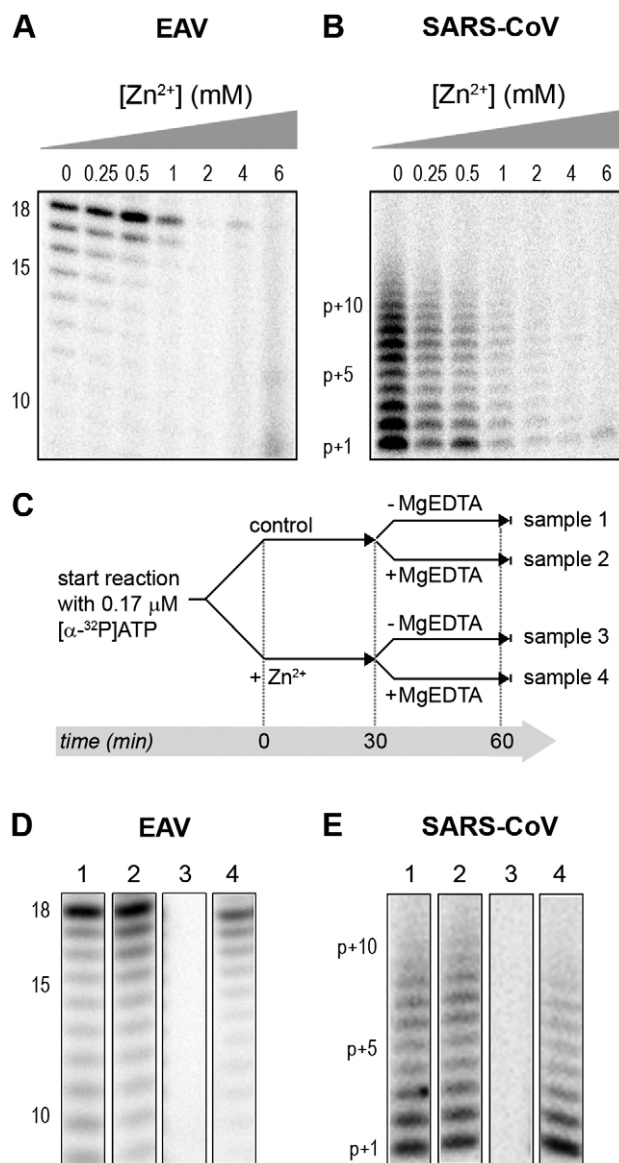 A EAV B SARS-CoV
[Zn²⁺] (mM) [Zn²⁺] (mM)
0 0.25 0.5 1 2 4 6 0 0.25 0.5 1 2 4 6
18
15
10
p+10
p+5
p+1
C
start reaction
with 0.17 μM
[α-³²P]ATP
control
+ Zn²⁺
- MgEDTA
sample 1
+MgEDTA
sample 2
- MgEDTA
sample 3
+MgEDTA
sample 4
time (min) 0 30 60
D EAV E SARS-CoV
1 2 3 4 1 2 3 4
18
15
10
p+10
p+5
p+1